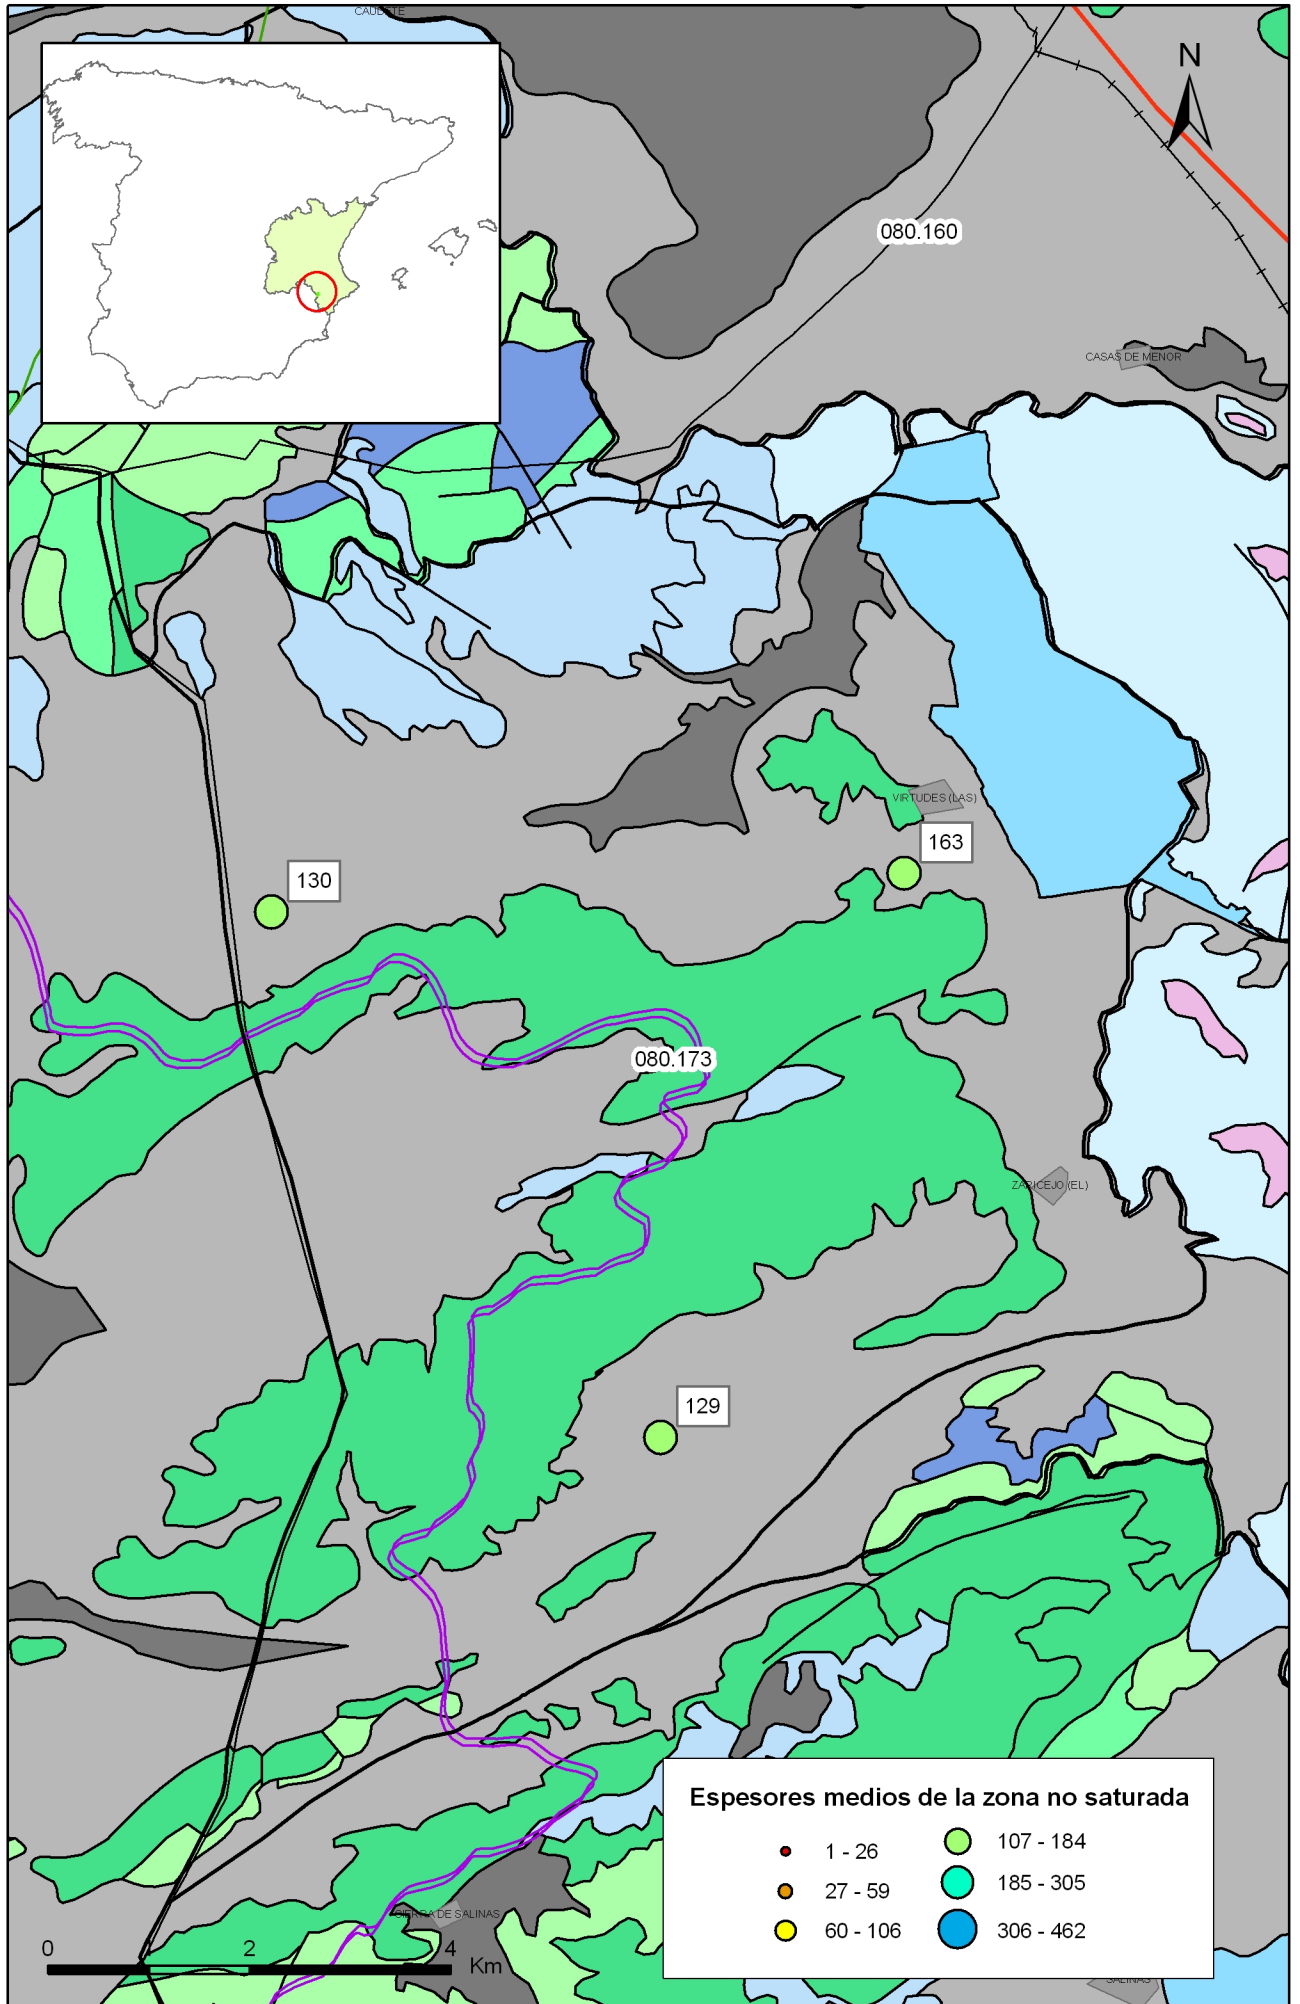 CAUDETE
N
080.160
CASAS DE MENOR
VIRTUDES (LAS)
163
130
080.173
ZARICEJO (EL)
129
Espesores medios de la zona no saturada
1 - 26
107 - 184
27 - 59
185 - 305
60 - 106
306 - 462
SIERRA DE SALINAS
0 2 4 Km
SALINAS